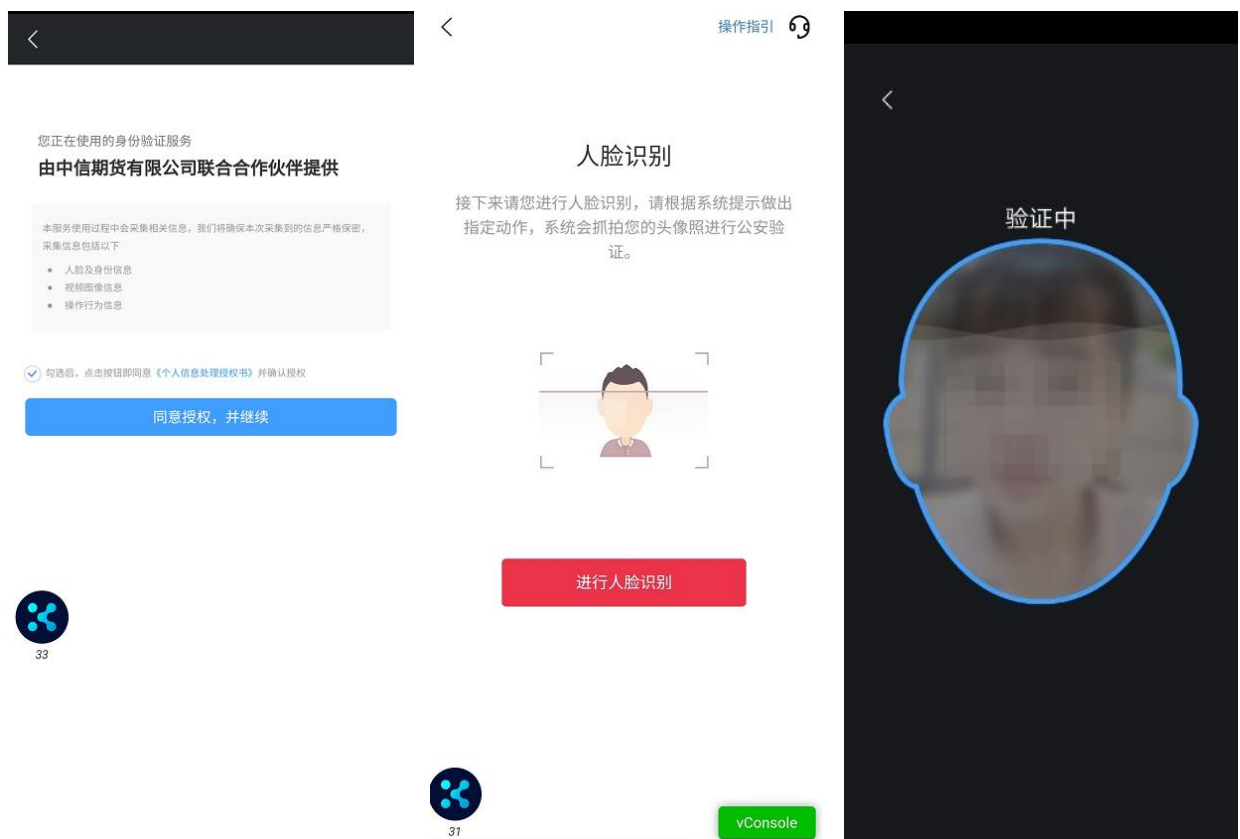 您正在使用的身份验证服务
由中信期货有限公司联合合作伙伴提供
本服务使用过程中会采集相关信息，我们将确保本次采集到的信息严格保密，
采集信息包括以下
人脸及身份信息
视频图像信息
操作行为信息
勾选后，点击按钮即同意《个人信息处理授权书》并确认授权
同意授权，并继续
33
操作指引
人脸识别
接下来请您进行人脸识别，请根据系统提示做出
指定动作，系统会抓拍您的头像照进行公安验
证。
进行人脸识别
31
vConsole
验证中